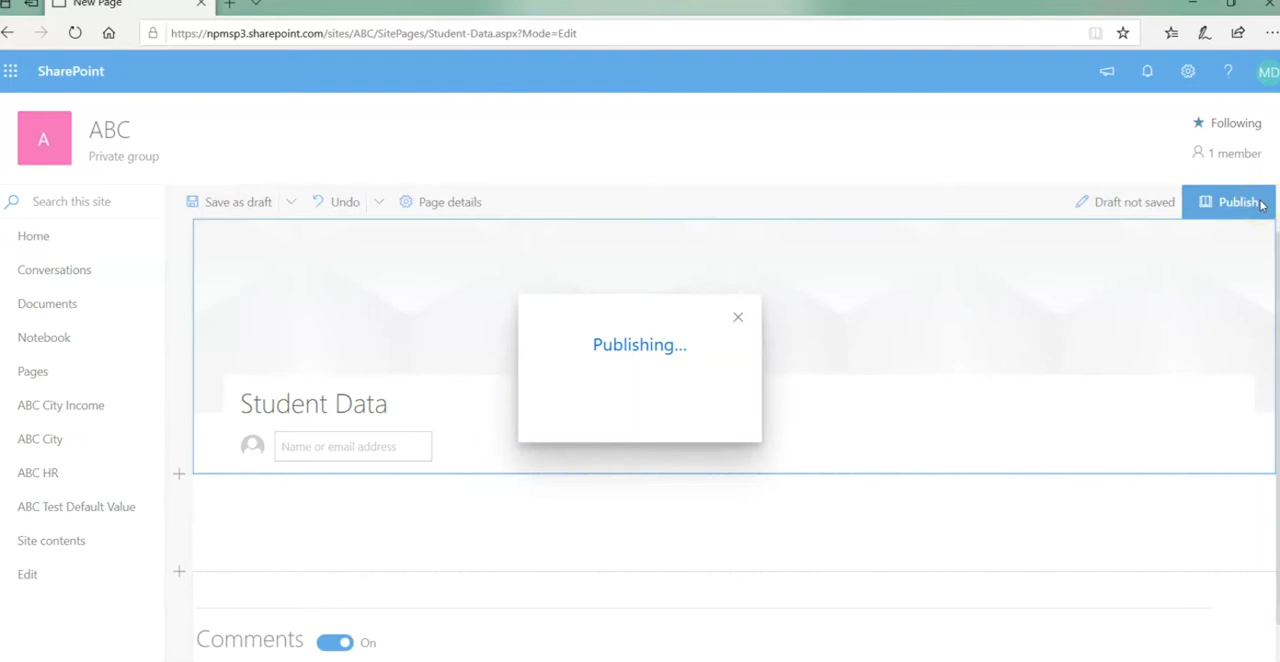 New Page
https://npmsp3.sharepoint.com/sites/ABC/SitePages/Student-Data.aspx?Mode=Edit
SharePoint
MD
A
ABC
Private group
Following
1 member
Search this site
Save as draft
Undo
Page details
Draft not saved
Publish
Home
Conversations
Documents
Notebook
Pages
ABC City Income
ABC City
ABC HR
ABC Test Default Value
Site contents
Edit
Publishing...
Student Data
Name or email address
Comments
On